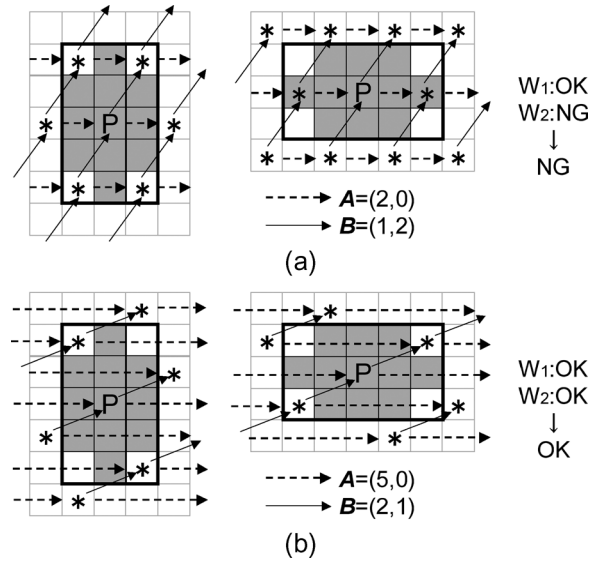 P
P
W1:OK
W2:NG
↓
NG
A=(2,0)
B=(1,2)
(a)
P
P
W1:OK
W2:OK
↓
OK
A=(5,0)
B=(2,1)
(b)